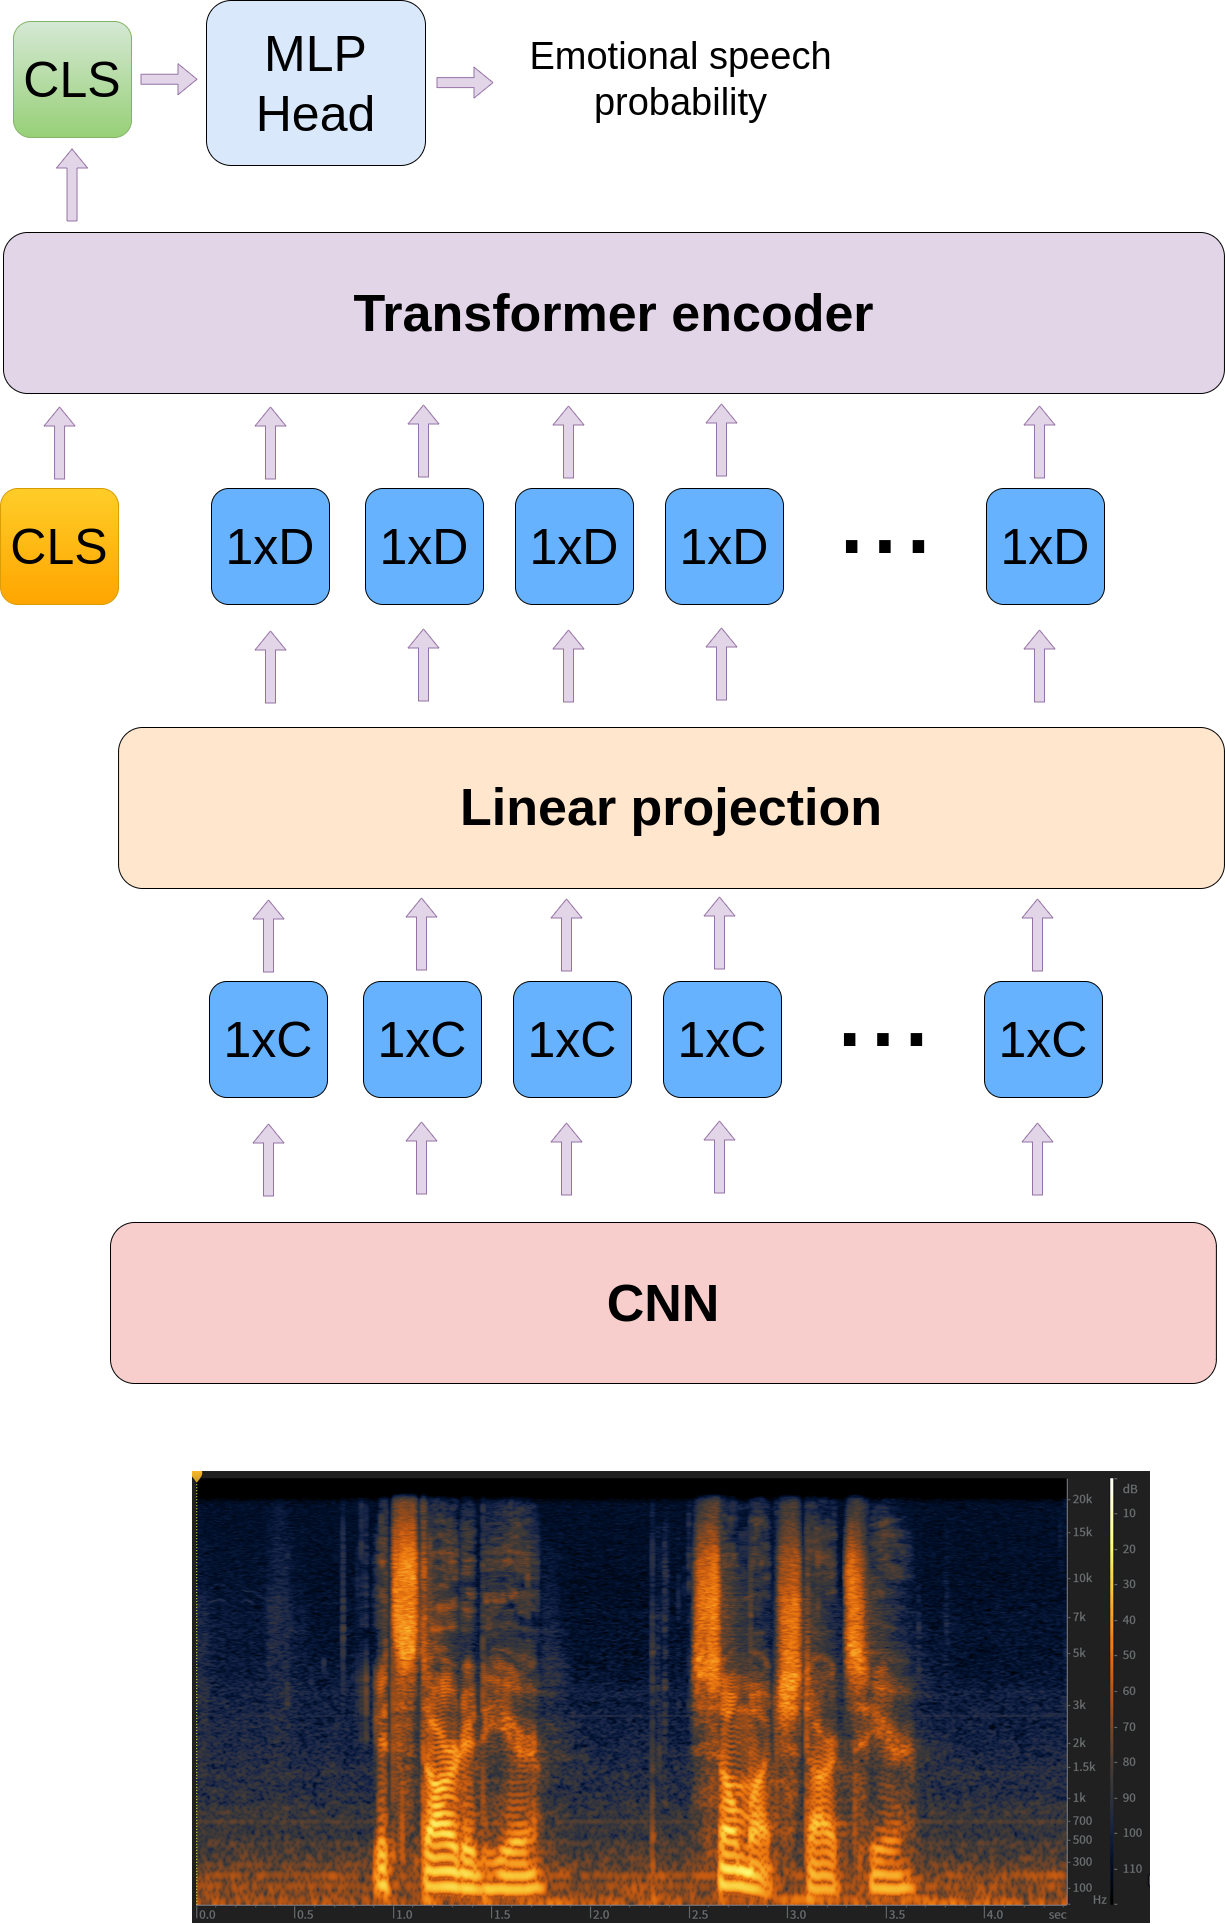 CLS
MLP
Head
Emotional speech
probability
Transformer encoder
CLS 1xD 1xD 1xD 1xD ... 1xD
Linear projection
1xC 1xC 1xC 1xC ... 1xC
CNN
dB
20k
10
15k
20
10k
30
7k
40
5k
50
3k
60
70
2k
80
1.5k
1k
90
700
500
100
300
110
100
Hz
0.0 0.5 1.0 1.5 2.0 2.5 3.0 3.5 4.0 sec